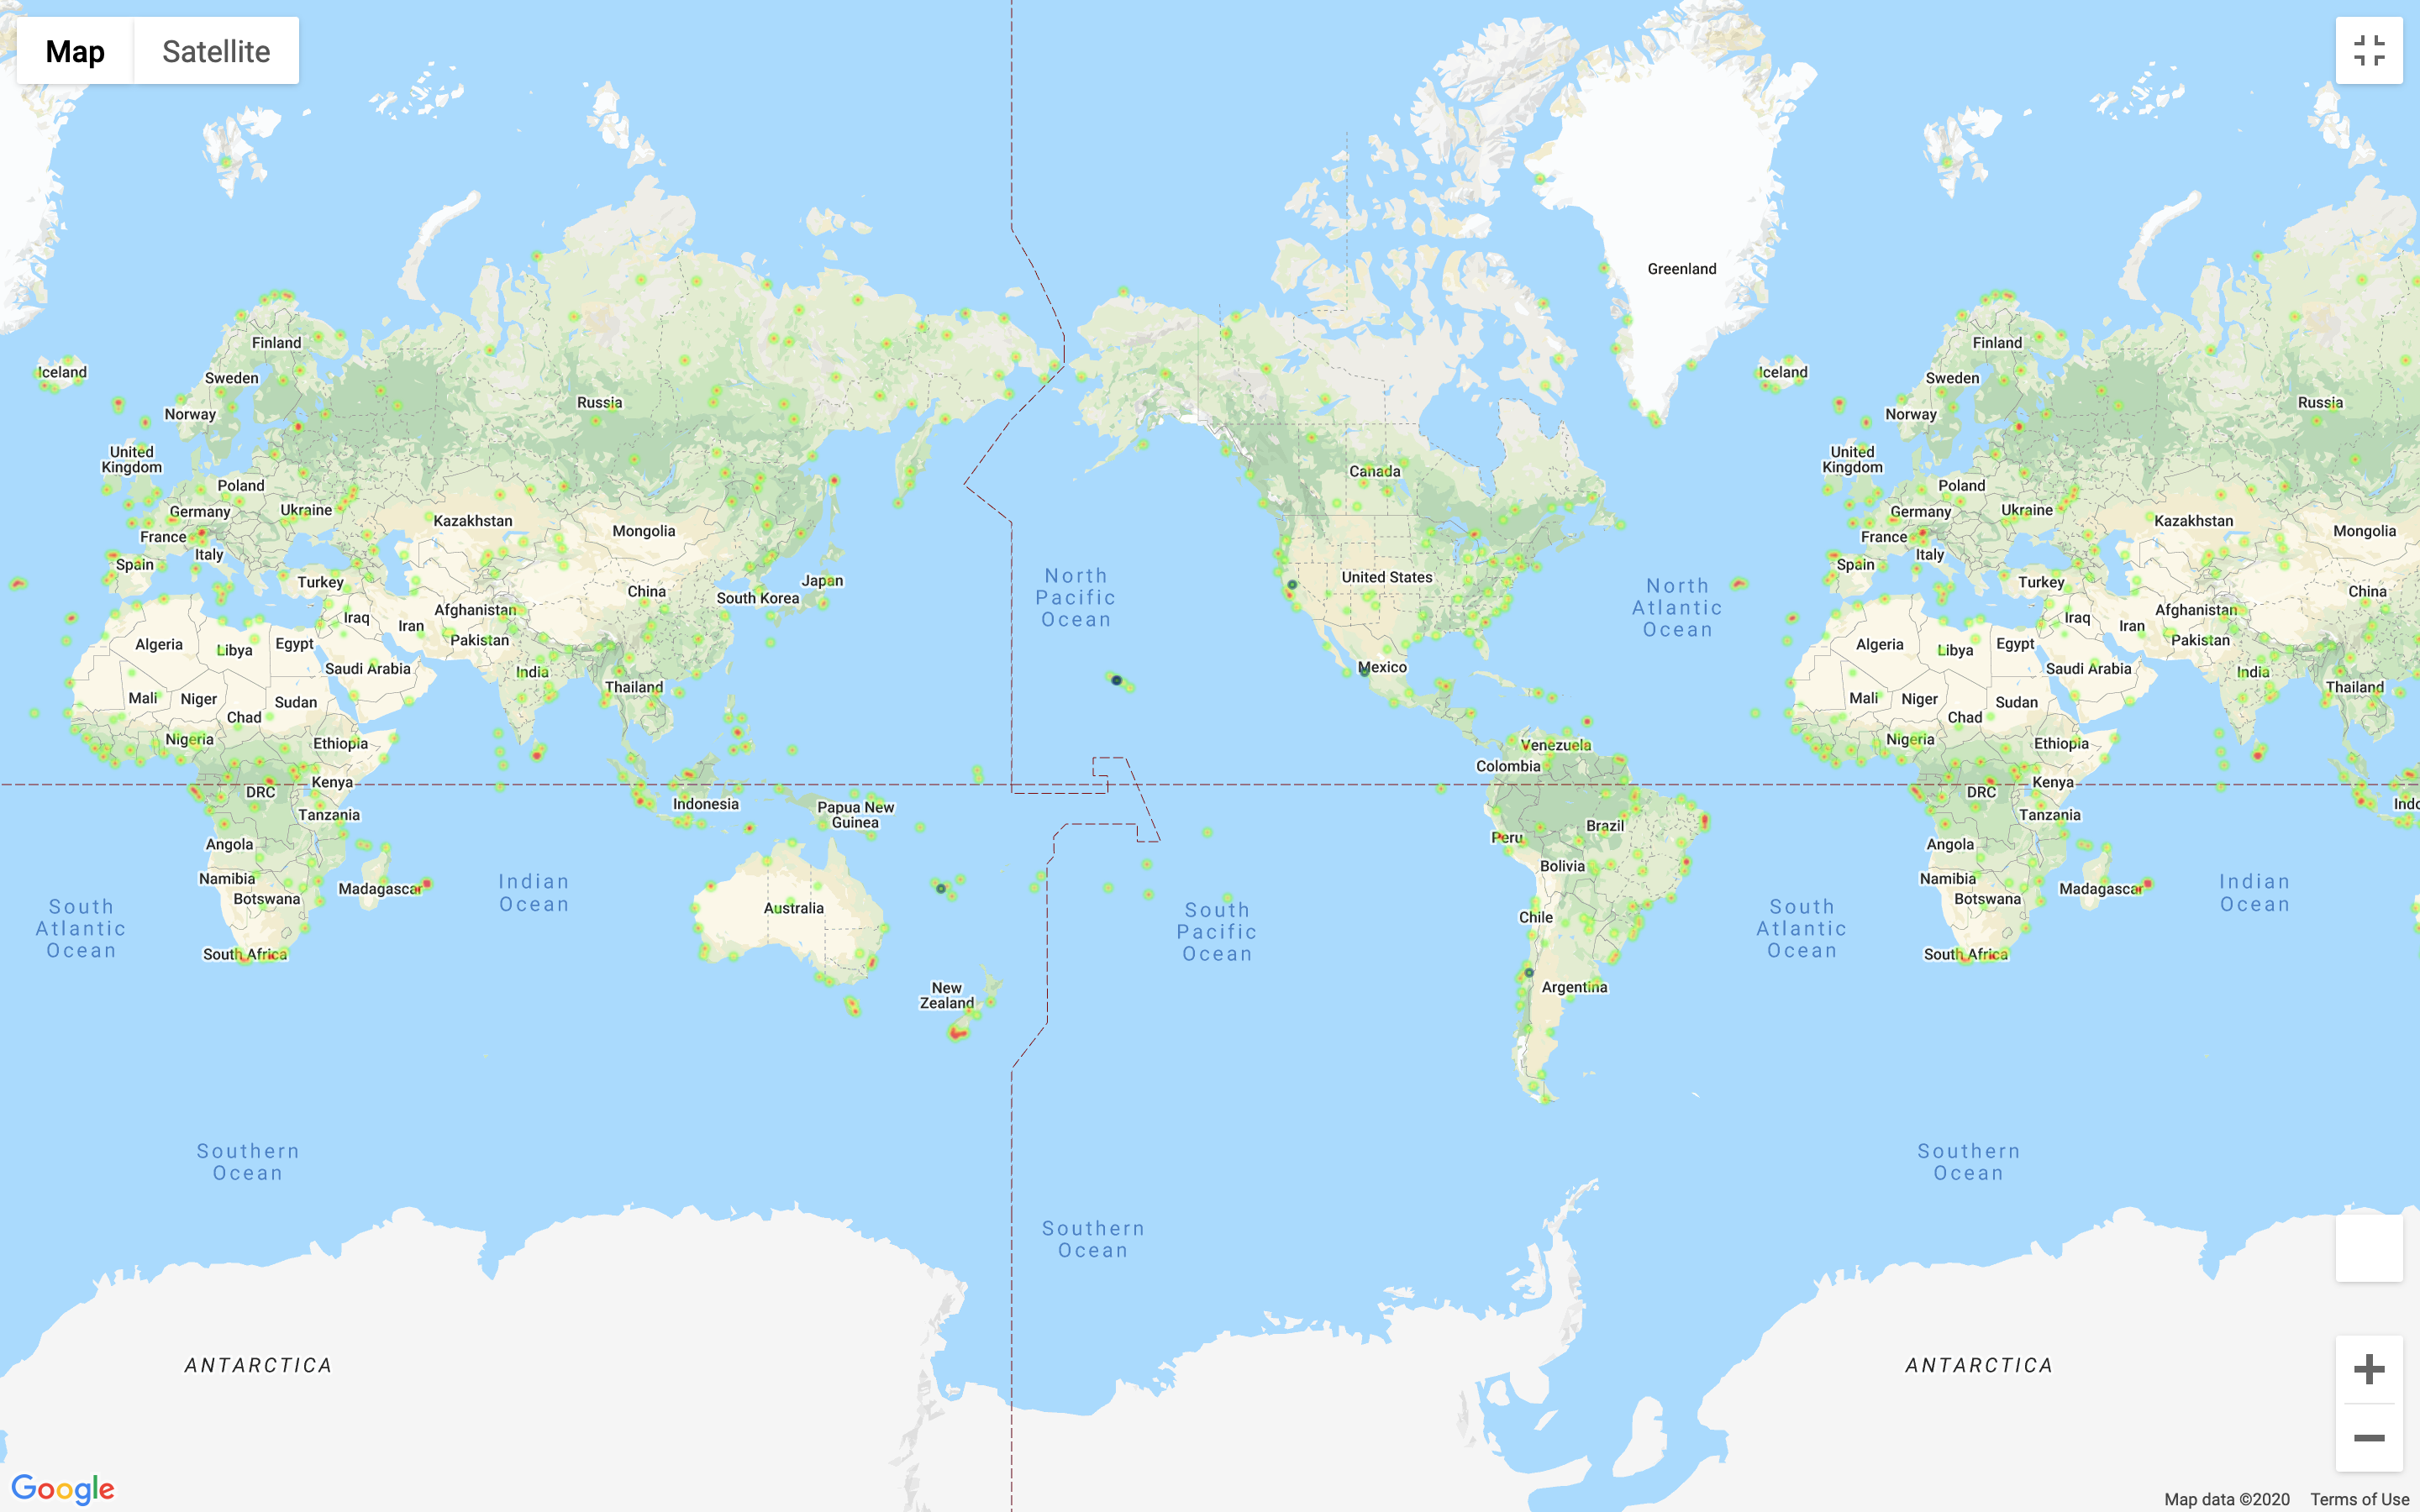 Map Satellite
Greenland
Finland
Iceland
Sweden
Russia
Norway
United
Kingdom
Poland
Germany
Ukraine
Kazakhstan
Mongolia
France
Italy
Spain
Turkey
China
Japan
South Korea
Afghanistan
Iraq
Iran
Pakistan
Algeria
Libya
Egypt
Saudi Arabia
India
Thailand
Mali
Niger
Sudan
Chad
Nigeria
Ethiopia
Kenya
DRC
Tanzania
Indonesia
Papua New
Guinea
Angola
Namibia
Botswana
Madagascar
South Africa
Australia
New
Zealand
South
Atlantic
Ocean
Indian
Ocean
Southern
Ocean
ANTARCTICA
North
Pacific
Ocean
South
Pacific
Ocean
Southern
Ocean
Canada
United States
Mexico
Venezuela
Colombia
Peru
Brazil
Bolivia
Chile
Argentina
North
Atlantic
Ocean
South
Atlantic
Ocean
Finland
Iceland
Sweden
Russia
Norway
United
Kingdom
Poland
Germany
Ukraine
Kazakhstan
Mongolia
France
Italy
Spain
Turkey
China
Afghanistan
Iraq
Iran
Pakistan
Algeria
Libya
Egypt
Saudi Arabia
India
Thailand
Mali
Niger
Sudan
Chad
Nigeria
Ethiopia
Kenya
DRC
Tanzania
Indo
Angola
Namibia
Botswana
Madagascar
South Africa
Indian
Ocean
Southern
Ocean
ANTARCTICA
Google
Map data ©2020 Terms of Use